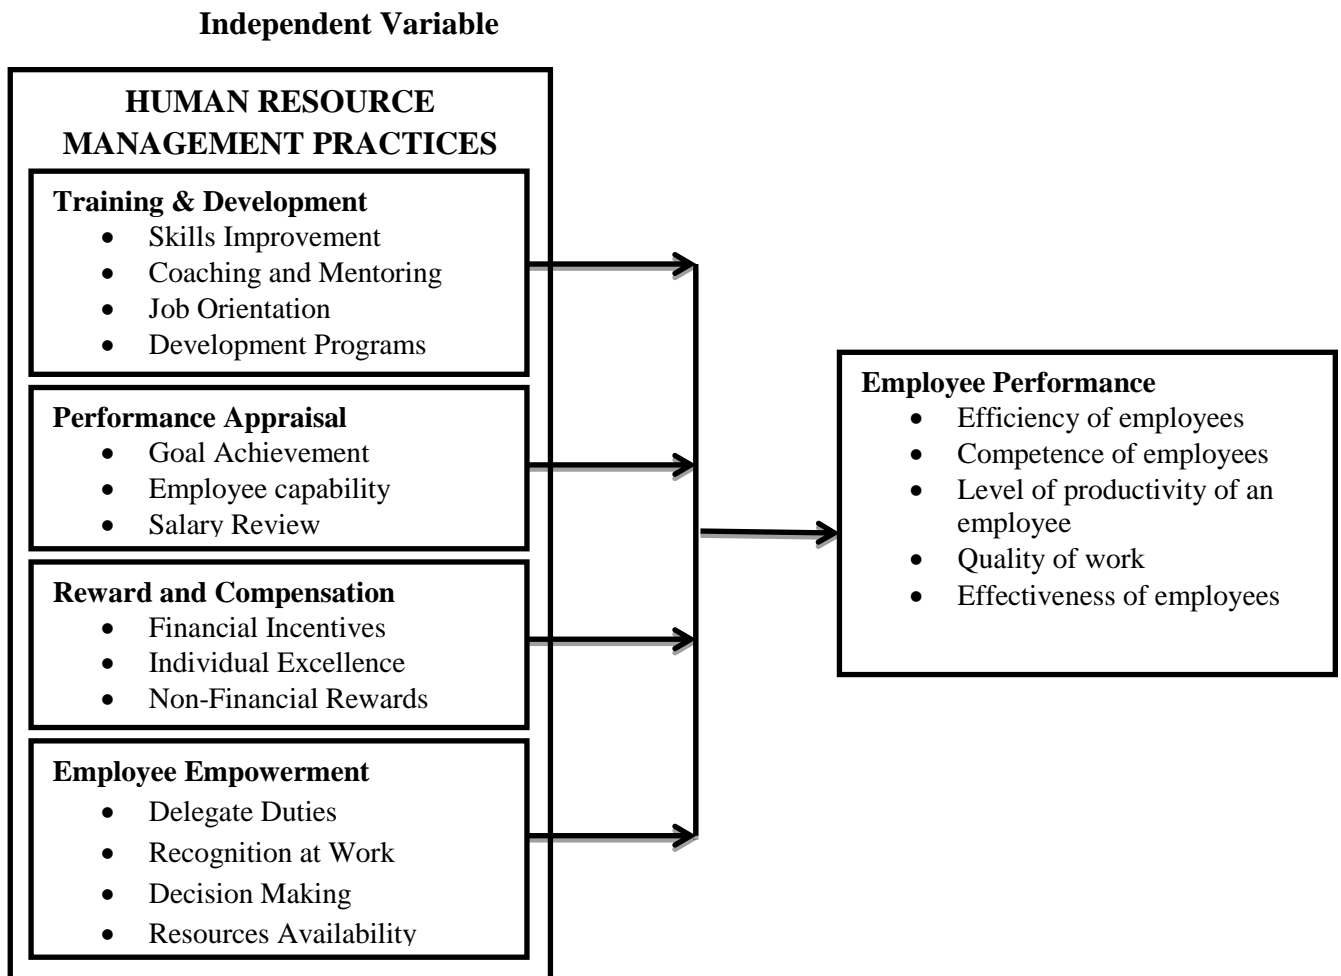 Independent Variable
HUMAN RESOURCE
MANAGEMENT PRACTICES
Training & Development
• Skills Improvement
• Coaching and Mentoring
• Job Orientation
• Development Programs
Performance Appraisal
• Goal Achievement
• Employee capability
• Salary Review
Reward and Compensation
• Financial Incentives
• Individual Excellence
• Non-Financial Rewards
Employee Empowerment
• Delegate Duties
• Recognition at Work
• Decision Making
• Resources Availability
Employee Performance
• Efficiency of employees
• Competence of employees
• Level of productivity of an
employee
• Quality of work
• Effectiveness of employees